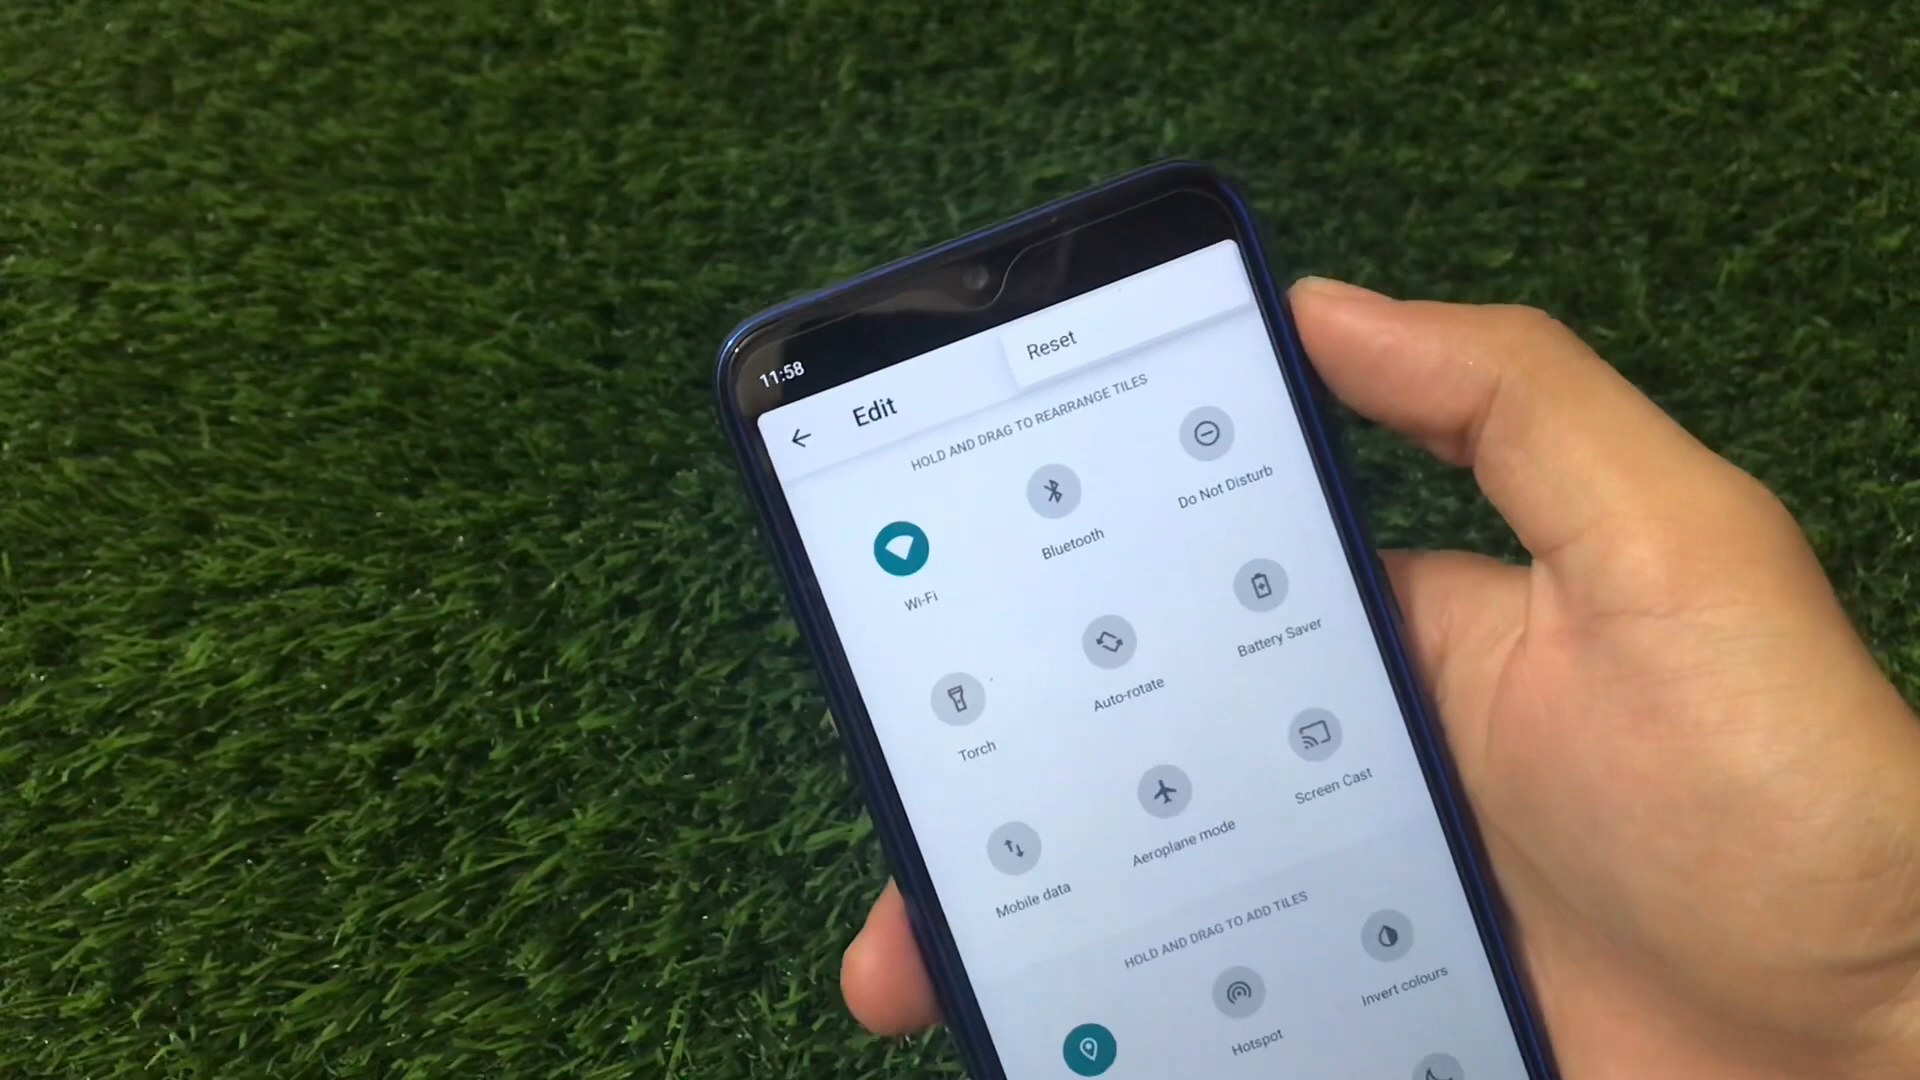 11:58
Edit
Reset
HOLD AND DRAG TO REARRANGE TILES
Wi-Fi
Bluetooth
Do Not Disturb
Torch
Auto-rotate
Battery Saver
Mobile data
Aeroplane mode
Screen Cast
HOLD AND DRAG TO ADD TILES
Hotspot
Invert colours